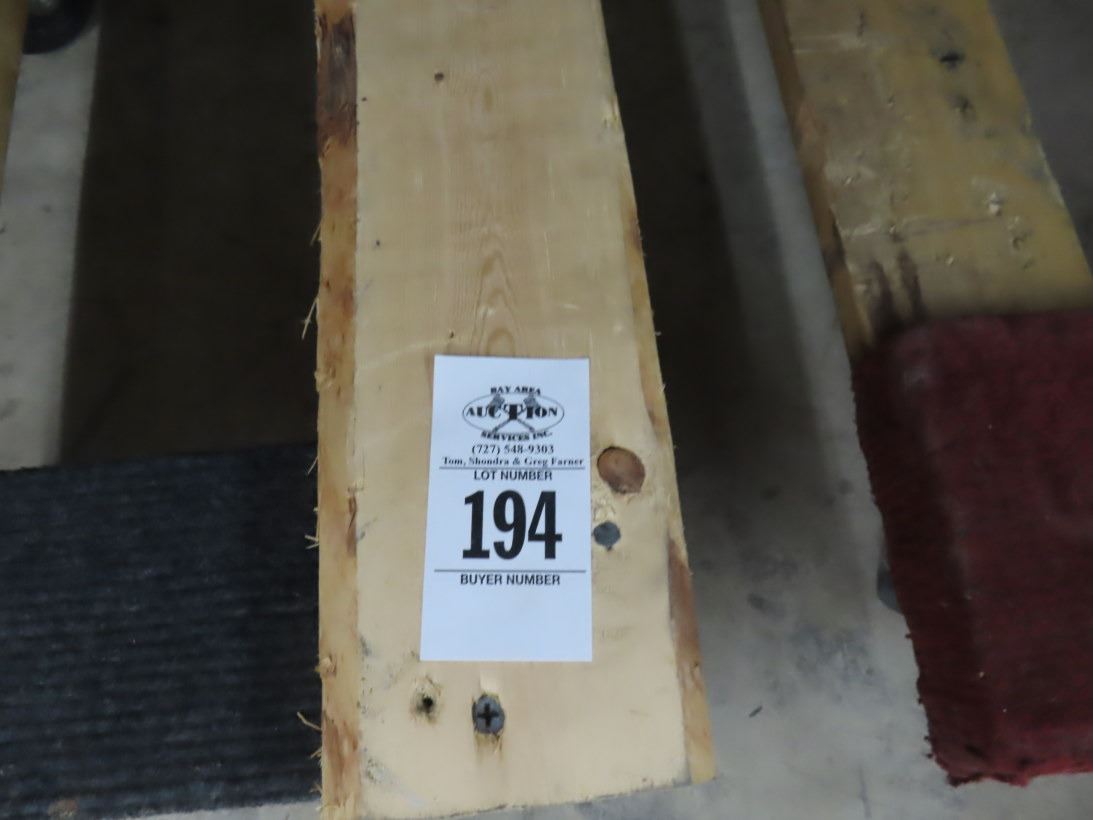 BAY AREA
AUCTION
SERVICES INC.
(727) 548-9303
Tom, Shondra & Greg Farner
LOT NUMBER
194
BUYER NUMBER